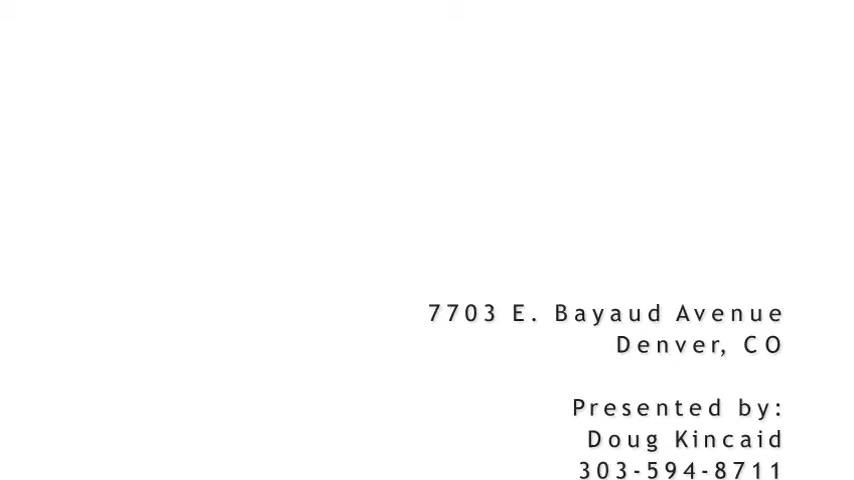 7703 E. Bayaud Avenue
Denver, CO
Presented by:
Doug Kincaid
303-594-8711